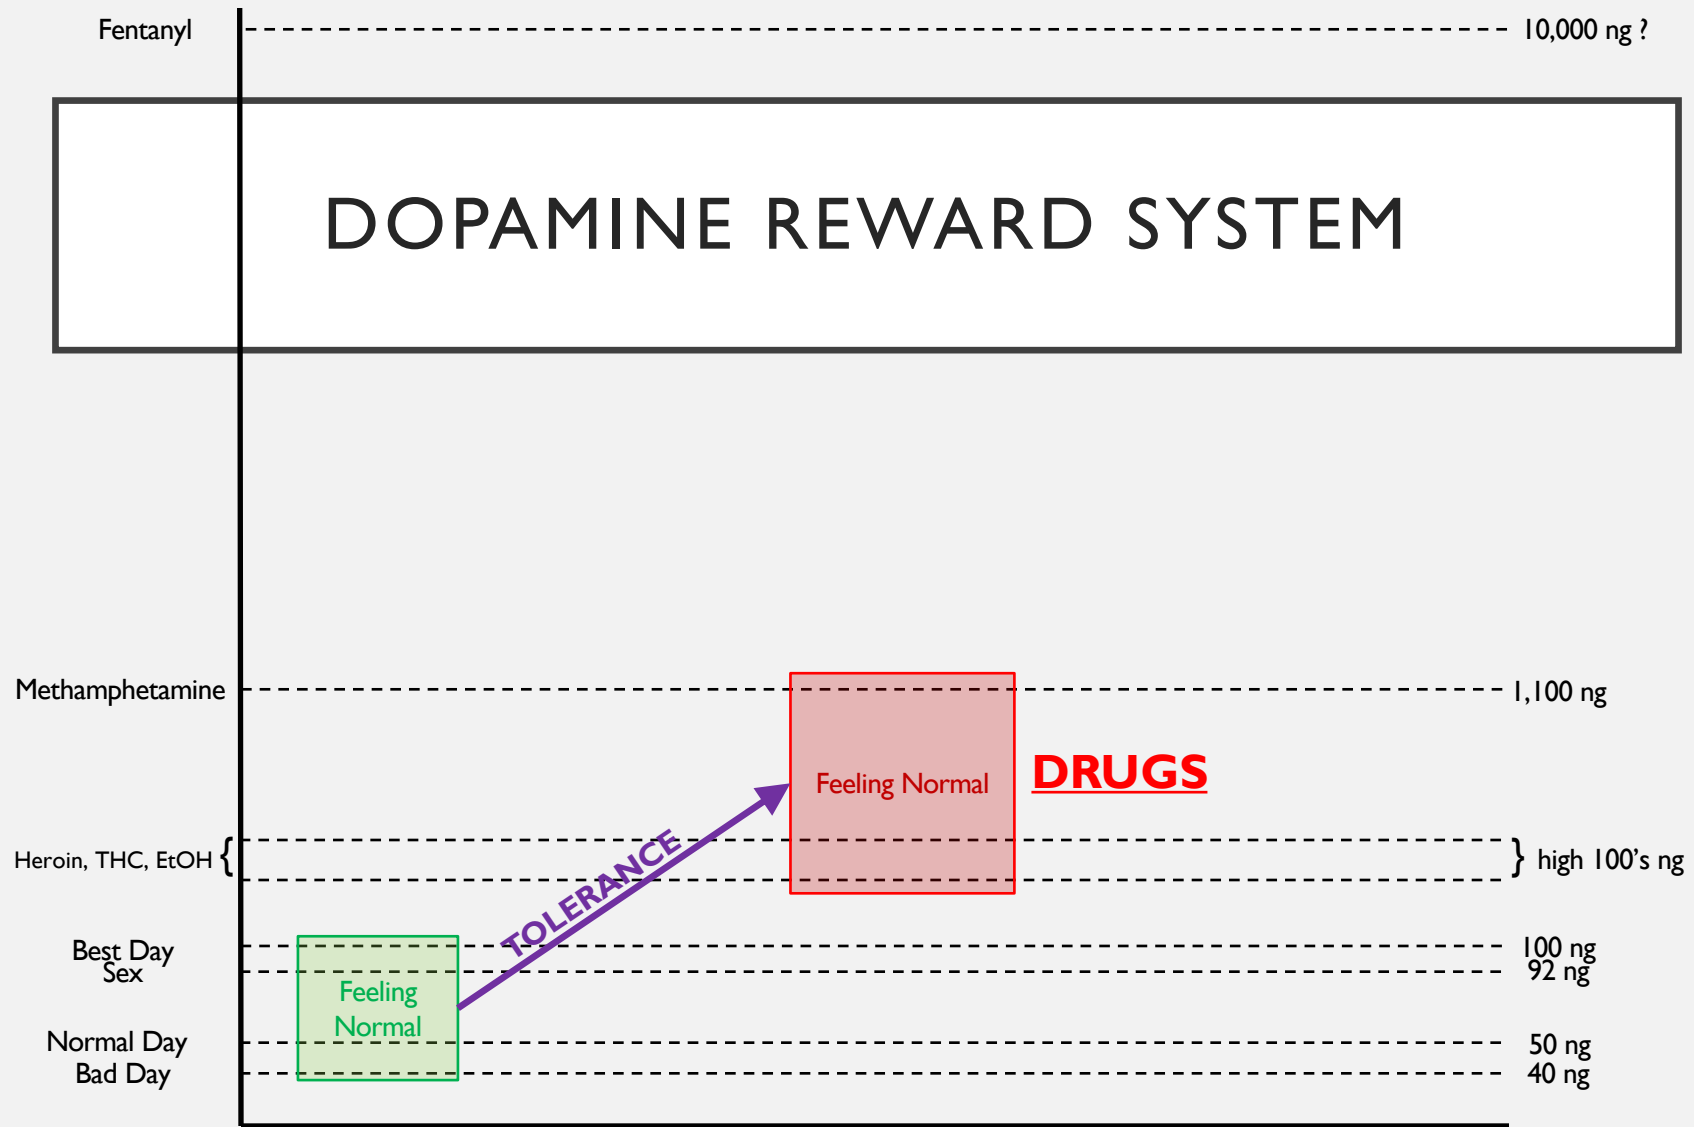 Fentanyl
10,000 ng ?
DOPAMINE REWARD SYSTEM
Methamphetamine
1,100 ng
Feeling Normal
DRUGS
TOLERANCE
Heroin, THC, EtOH {
} high 100's ng
Best Day
100 ng
Sex
92 ng
Feeling
Normal
Normal Day
50 ng
Bad Day
40 ng